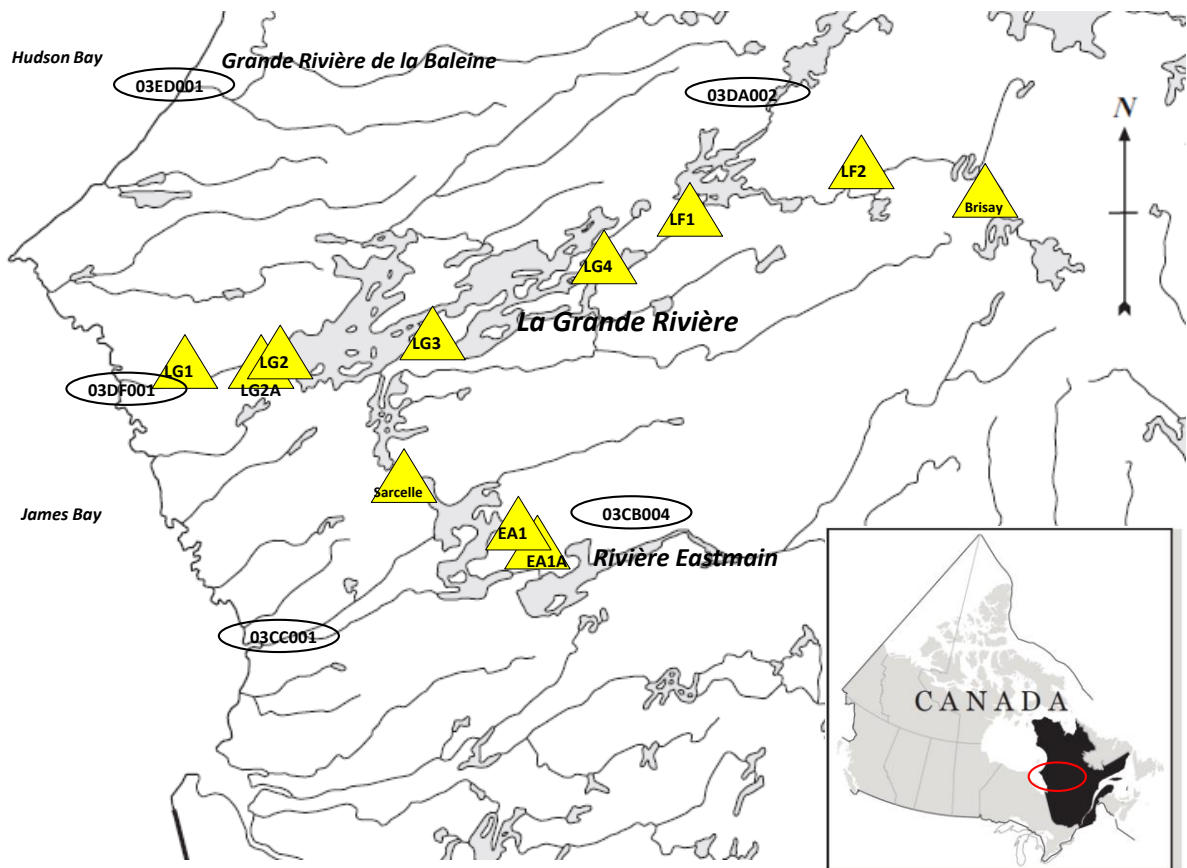 Hudson Bay
Grande Rivière de la Baleine
03ED001
03DA002
N
LF2
Brisay
LF1
LG4
La Grande Rivière
LG3
LG2
LG1
LG2A
03DF001
Sarcelle
James Bay
03CB004
EA1
EA1A
Rivière Eastmain
03CC001
CANADA